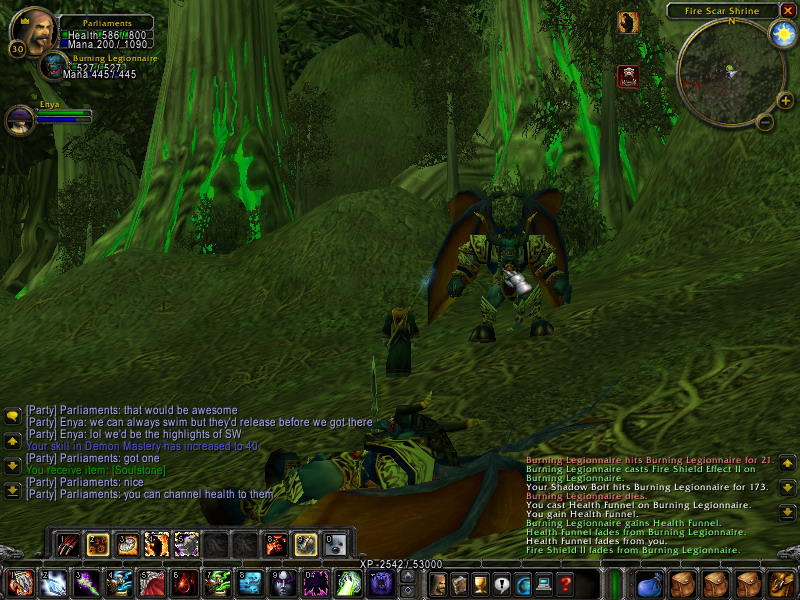 Parliaments
Health 586 / 800
Mana 200 / 1090
30
Burning Legionnaire
527 / 527
Mana 445 / 445
Enya
Fire Scar Shrine
N
[Party] Parliaments: that would be awesome
[Party] Enya: we can always swim but they'd release before we got there
[Party] Enya: lol we'd be the highlights of SW
Your skill in Demon Mastery has increased to 40.
[Party] Parliaments: got one
You receive item: [Soulstone]
[Party] Parliaments: nice
[Party] Parliaments: you can channel health to them
Burning Legionnaire hits Burning Legionnaire for 21.
Burning Legionnaire casts Fire Shield Effect II on
Burning Legionnaire.
Your Shadow Bolt hits Burning Legionnaire for 173.
Burning Legionnaire dies.
You cast Health Funnel on Burning Legionnaire.
You gain Health Funnel.
Burning Legionnaire gains Health Funnel.
Health Funnel fades from Burning Legionnaire.
Health Funnel fades from you.
Fire Shield II fades from Burning Legionnaire.
XP -2542 / 53000